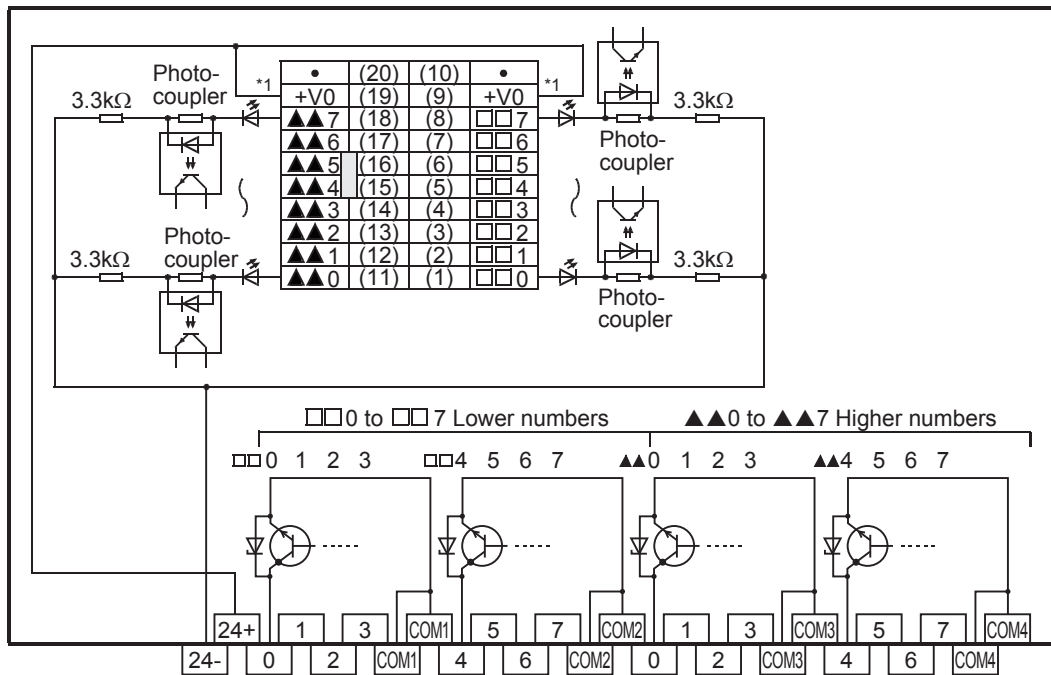 Photo-
coupler
3.3kΩ
*1
• (20) (10) •
+V0 (19) (9) +V0
▲▲7 (18) (8) □□7
▲▲6 (17) (7) □□6
▲▲5 (16) (6) □□5
▲▲4 (15) (5) □□4
▲▲3 (14) (4) □□3
▲▲2 (13) (3) □□2
▲▲1 (12) (2) □□1
▲▲0 (11) (1) □□0
*1
Photo-
coupler
3.3kΩ
Photo-
coupler
3.3kΩ
Photo-
coupler
3.3kΩ
□□0 to □□7 Lower numbers ▲▲0 to ▲▲7 Higher numbers
□□0 1 2 3 □□4 5 6 7 ▲▲0 1 2 3 ▲▲4 5 6 7
24+ 1 3 COM1 5 7 COM2 1 3 COM3 5 7 COM4
24- 0 2 COM1 4 6 COM2 0 2 COM3 4 6 COM4